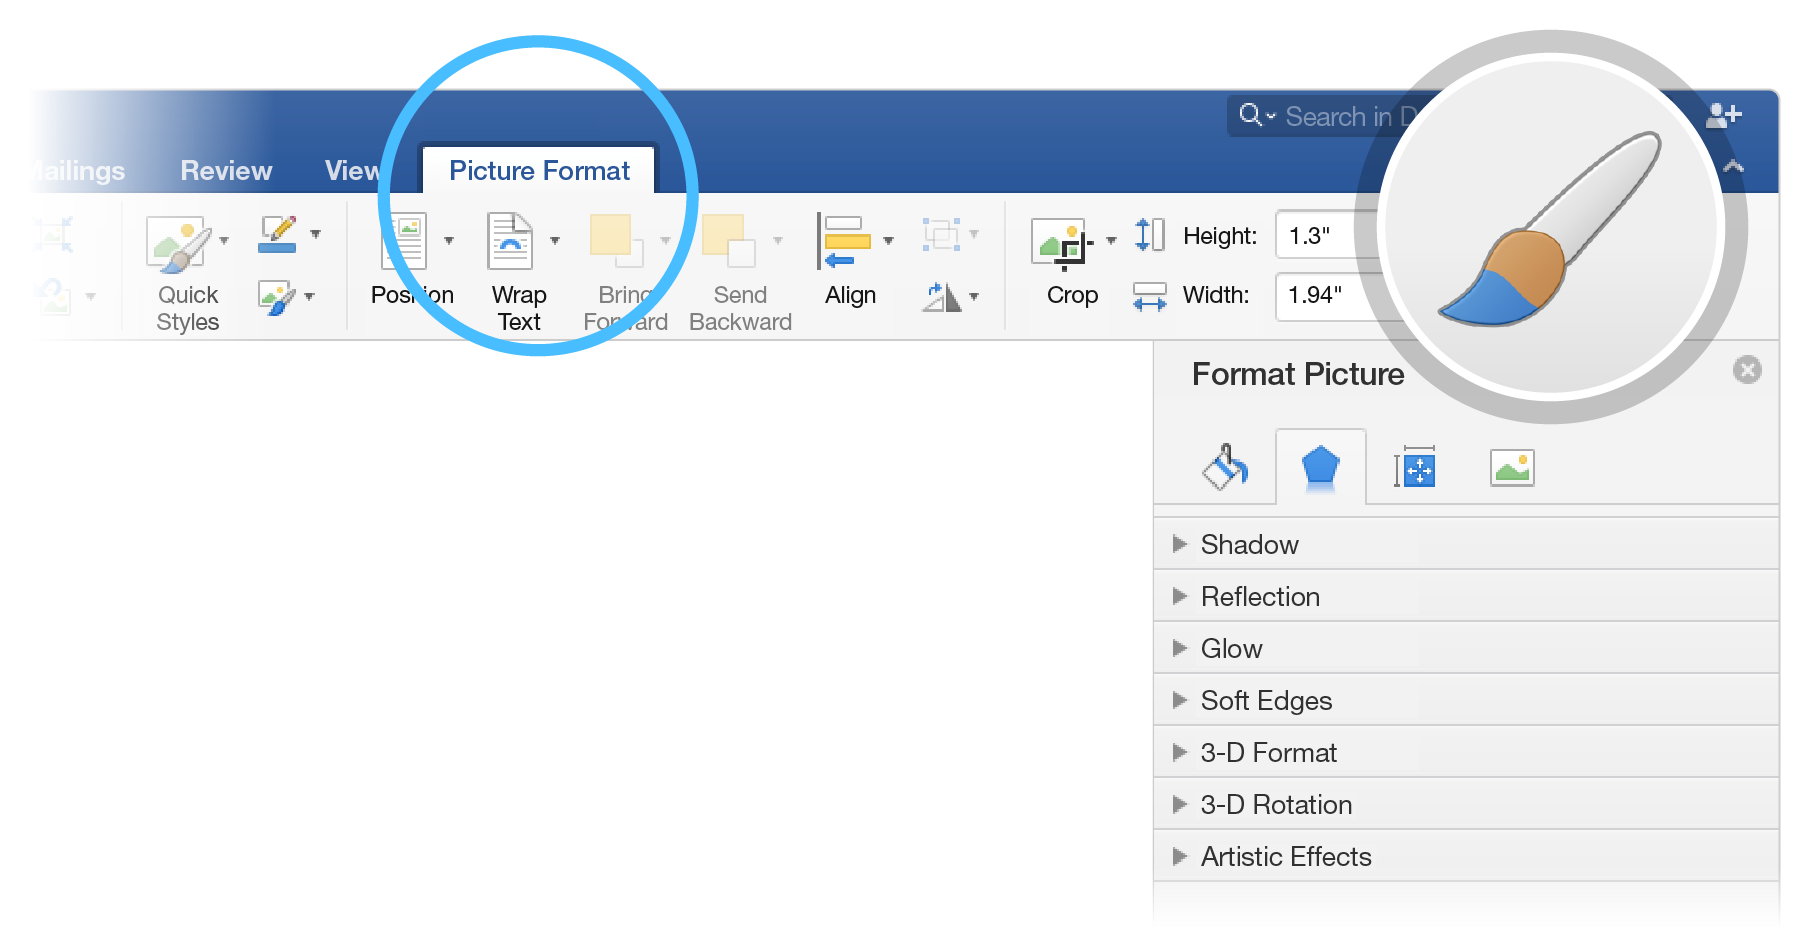 Search in D
Mailings Review View Picture Format
Height: 1.3"
Quick
Styles
Position
Wrap
Text
Bring
Forward
Send
Backward
Align
Crop
Width: 1.94"
Format Picture
Shadow
Reflection
Glow
Soft Edges
3-D Format
3-D Rotation
Artistic Effects